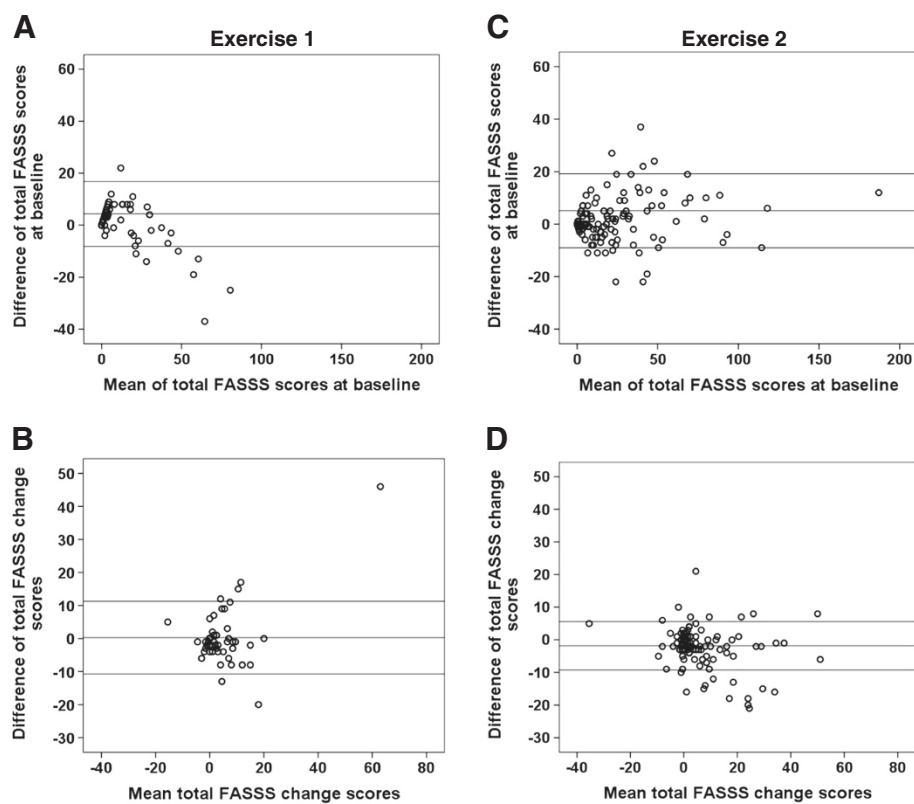 A
Exercise 1
Difference of total FASSS scores
at baseline
60
40
20
0
-20
-40
0 50 100 150 200
Mean of total FASSS scores at baseline
C
Exercise 2
Difference of total FASSS scores
at baseline
60
40
20
0
-20
-40
0 50 100 150 200
Mean of total FASSS scores at baseline
B
Difference of total FASSS change
scores
50
40
30
20
10
0
-10
-20
-30
-40 -20 0 20 40 60 80
Mean total FASSS change scores
D
Difference of total FASSS change
scores
50
40
30
20
10
0
-10
-20
-30
-40 -20 0 20 40 60 80
Mean total FASSS change scores